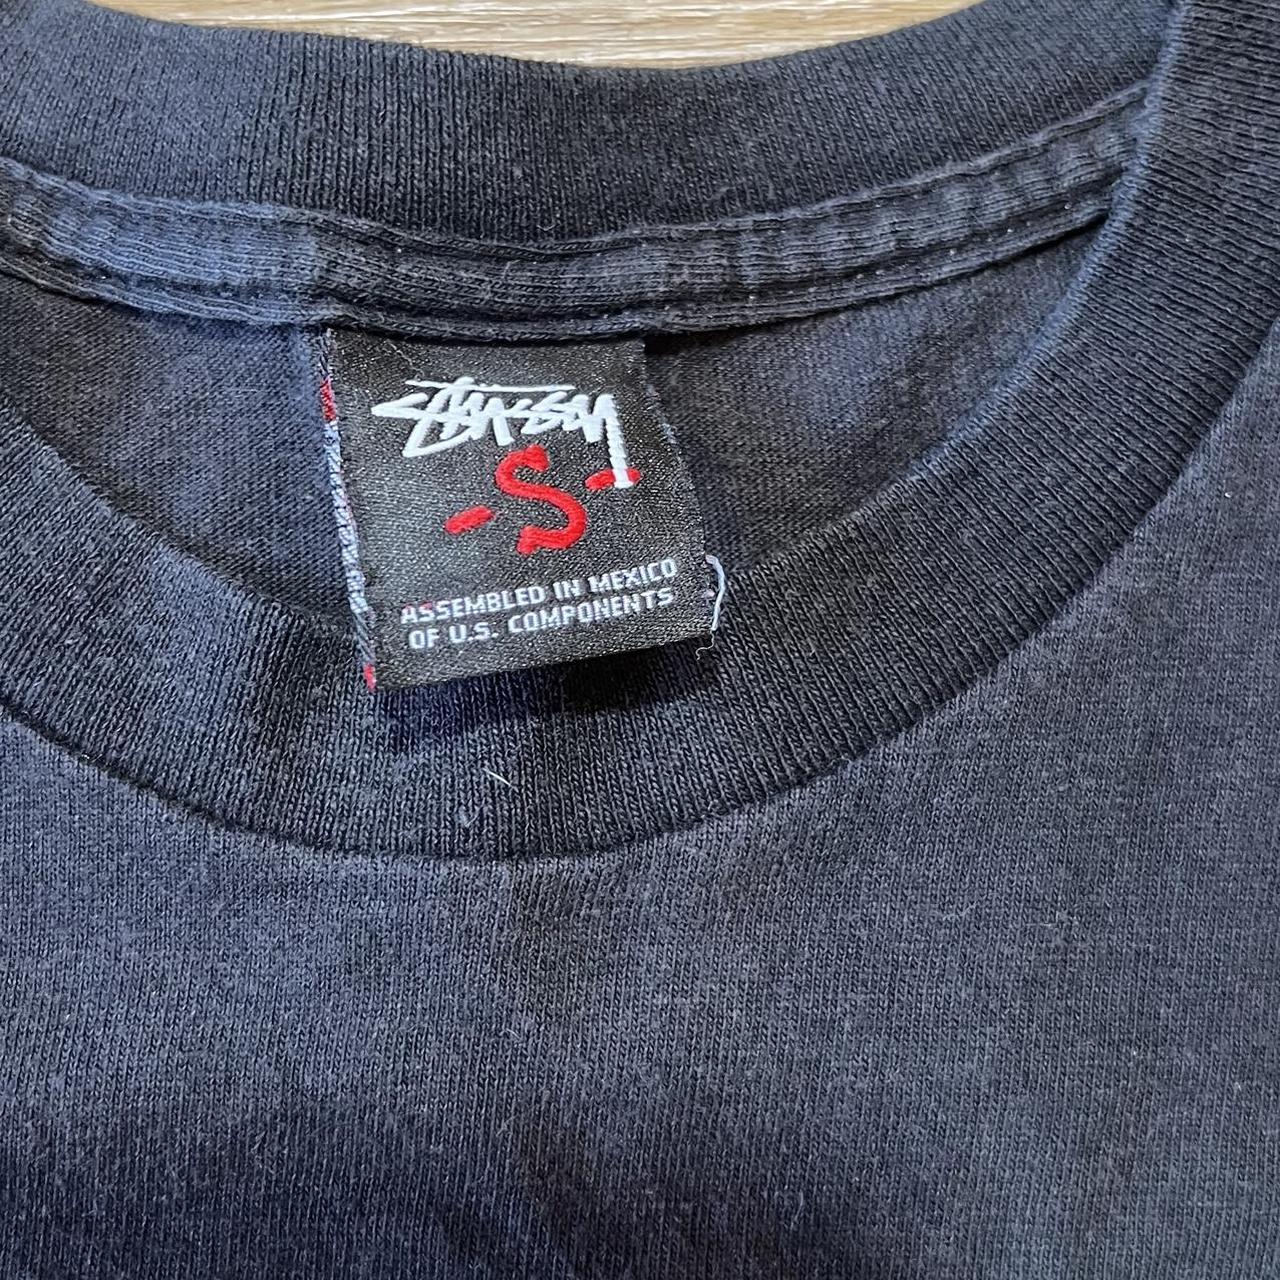 Stüssy
-S-
ASSEMBLED IN MEXICO
OF U.S. COMPONENTS